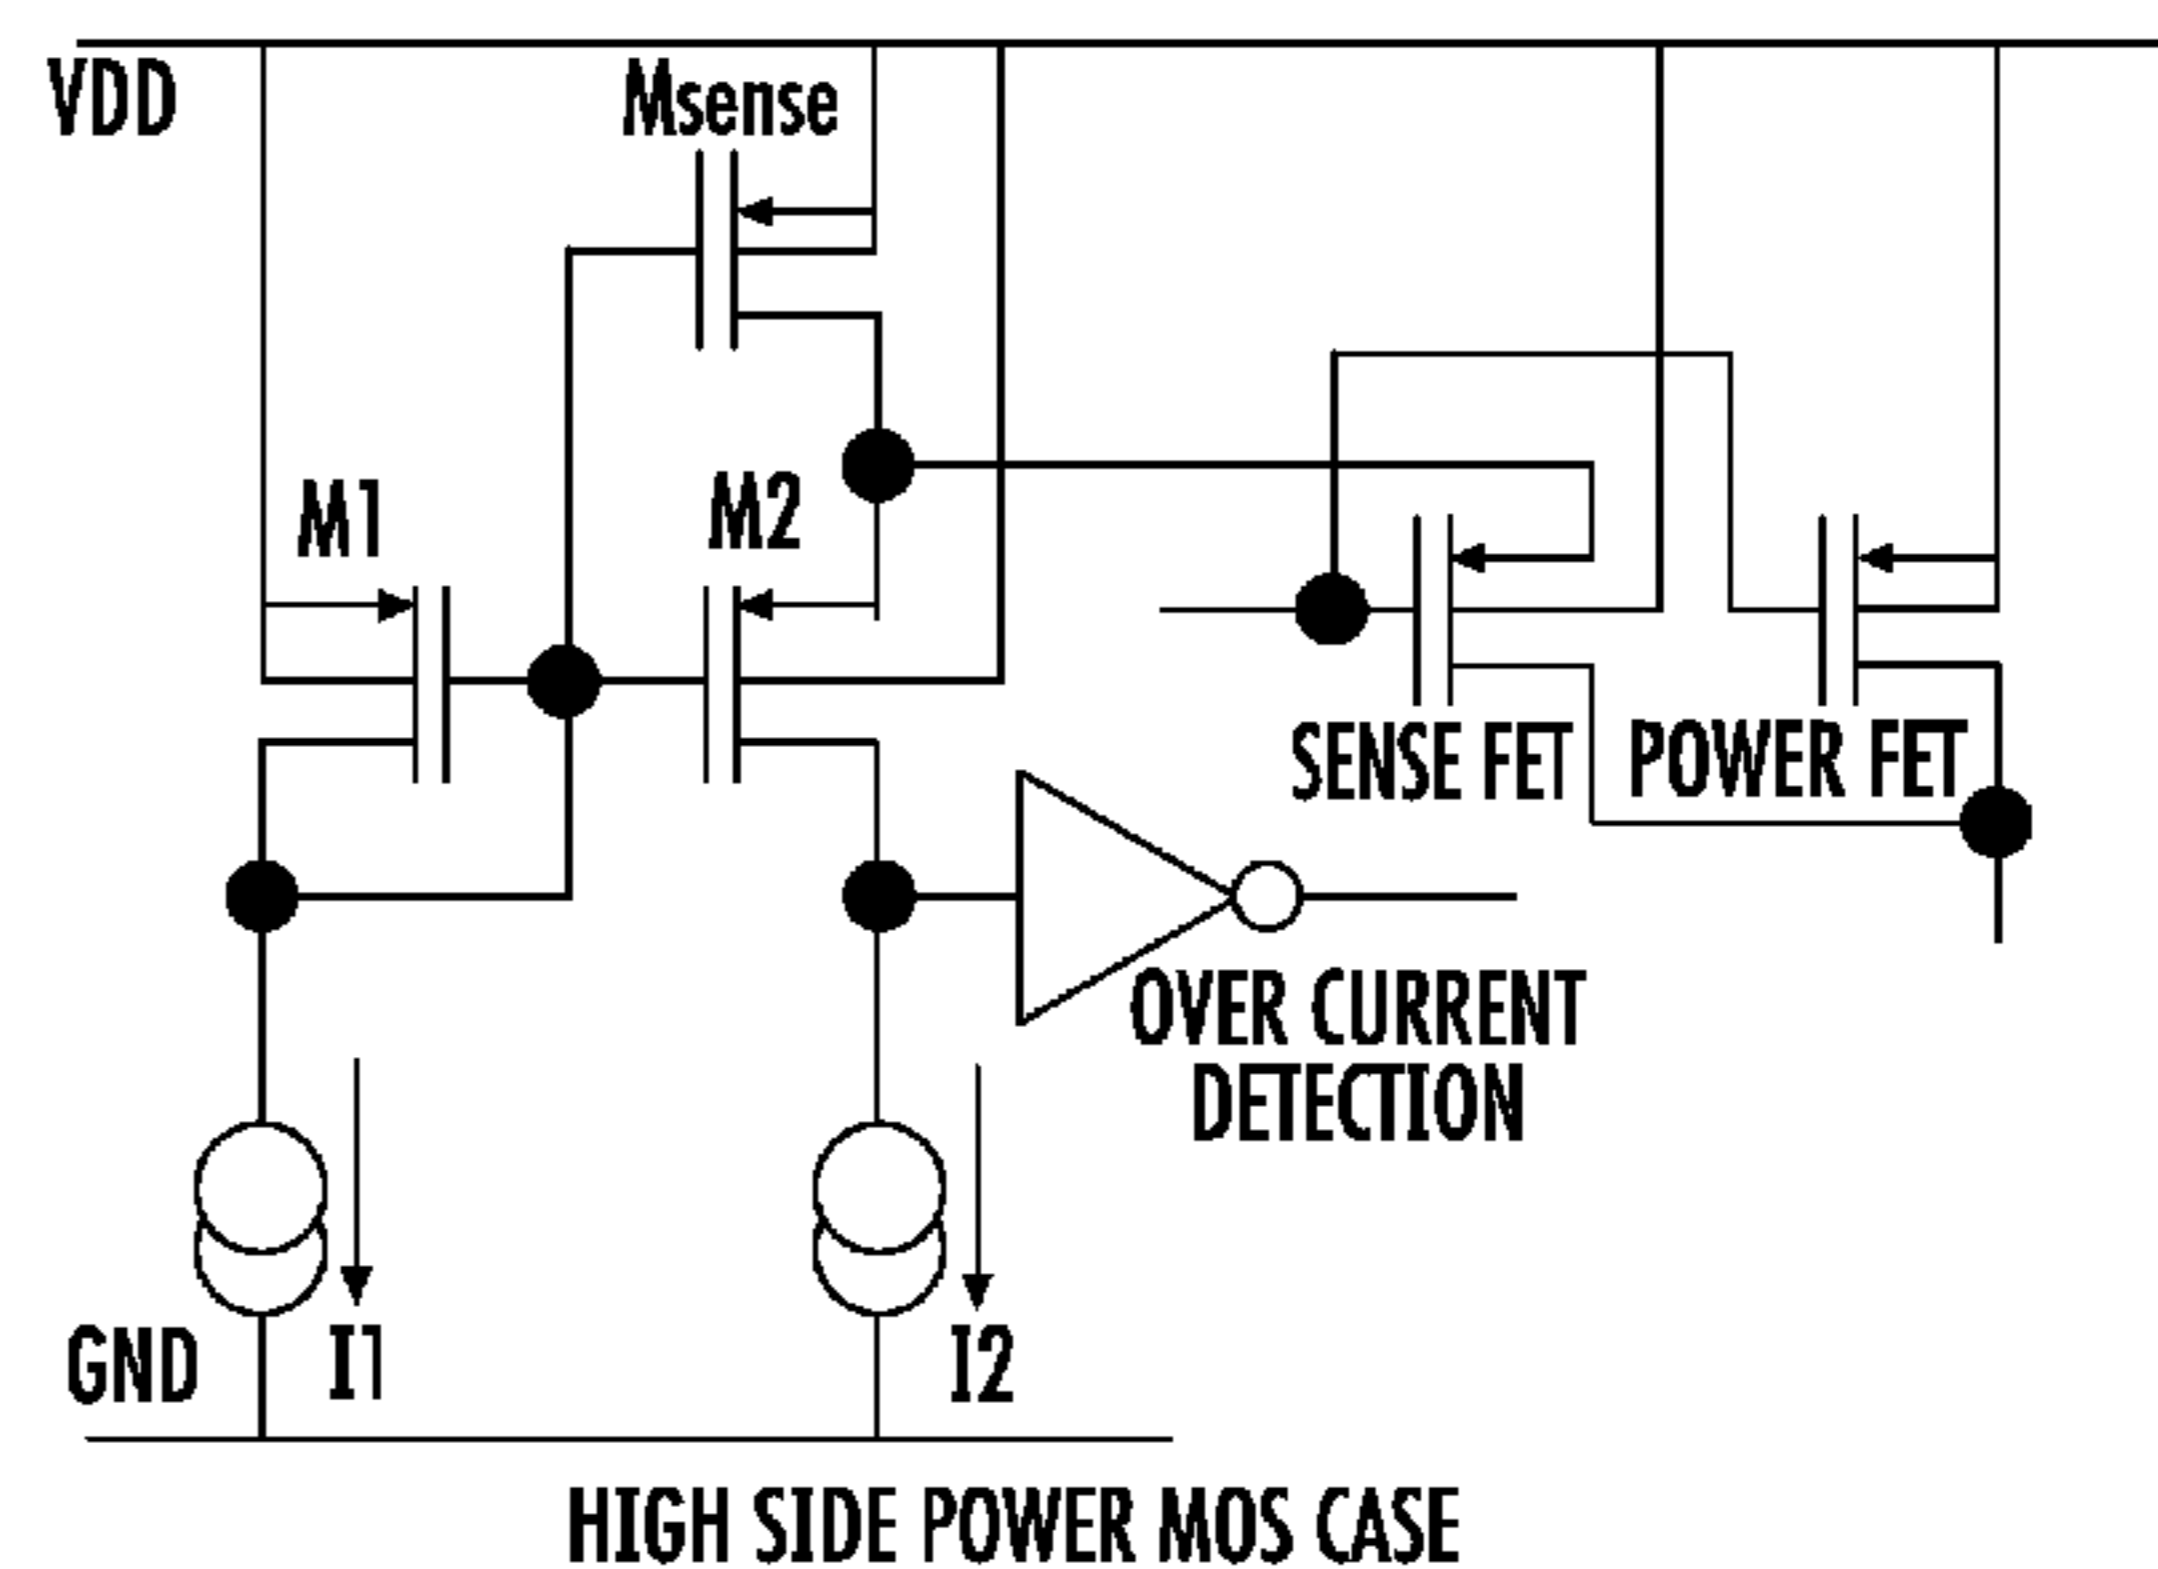 VDD
Msense
M1
M2
SENSE FET
POWER FET
OVER CURRENT
DETECTION
GND
I1
I2
HIGH SIDE POWER MOS CASE